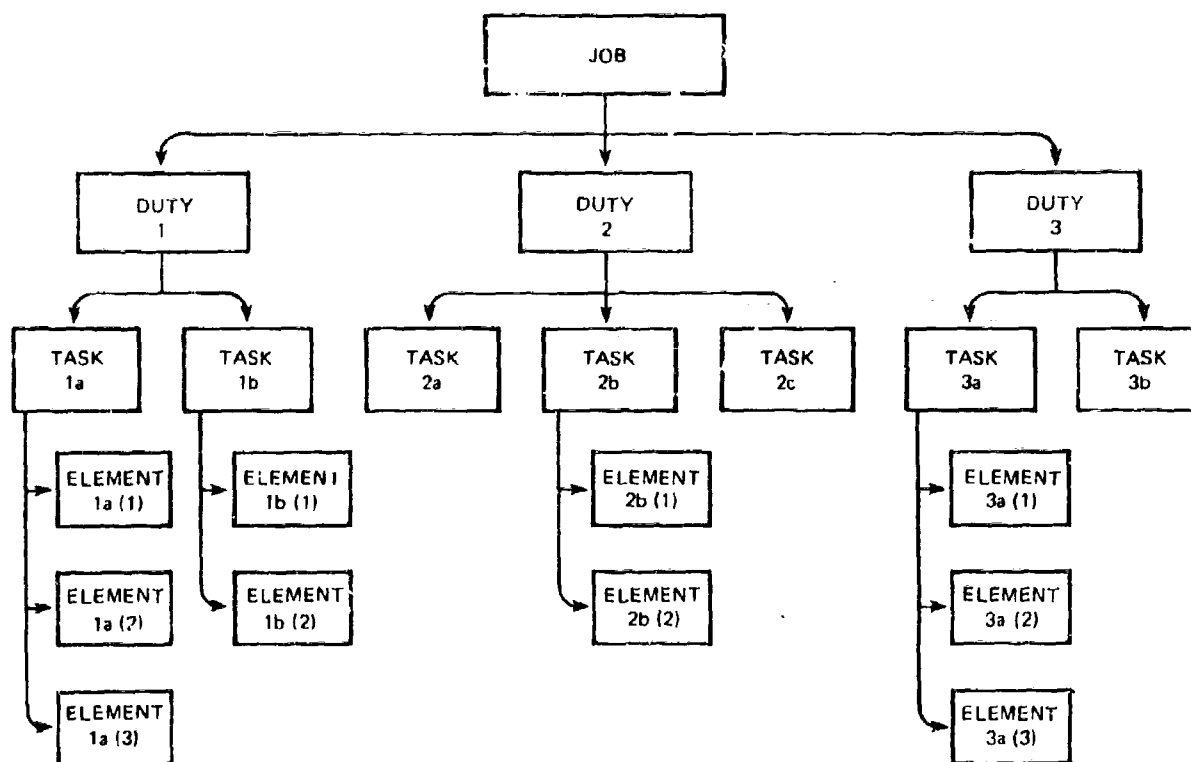 JOB
DUTY
1
DUTY
2
DUTY
3
TASK
1a
TASK
1b
TASK
2a
TASK
2b
TASK
2c
TASK
3a
TASK
3b
ELEMENT
1a (1)
ELEMENT
1b (1)
ELEMENT
2b (1)
ELEMENT
3a (1)
ELEMENT
1a (2)
ELEMENT
1b (2)
ELEMENT
2b (2)
ELEMENT
3a (2)
ELEMENT
1a (3)
ELEMENT
3a (3)